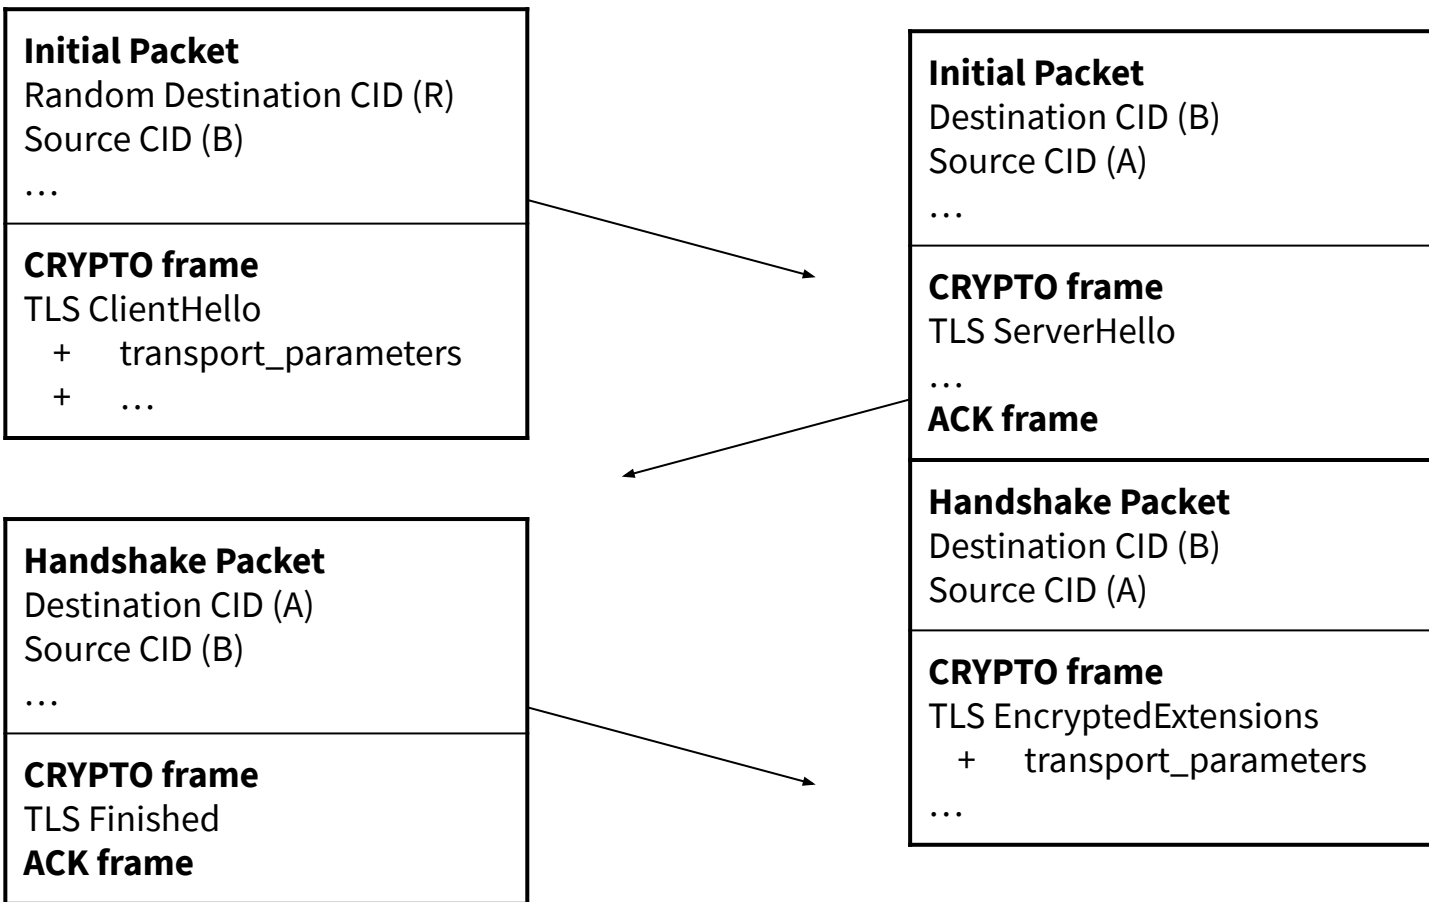 Initial Packet
Random Destination CID (R)
Source CID (B)
…
CRYPTO frame
TLS ClientHello
+ transport_parameters
+ …
Initial Packet
Destination CID (B)
Source CID (A)
…
CRYPTO frame
TLS ServerHello
…
ACK frame
Handshake Packet
Destination CID (B)
Source CID (A)
CRYPTO frame
TLS EncryptedExtensions
+ transport_parameters
…
Handshake Packet
Destination CID (A)
Source CID (B)
…
CRYPTO frame
TLS Finished
ACK frame